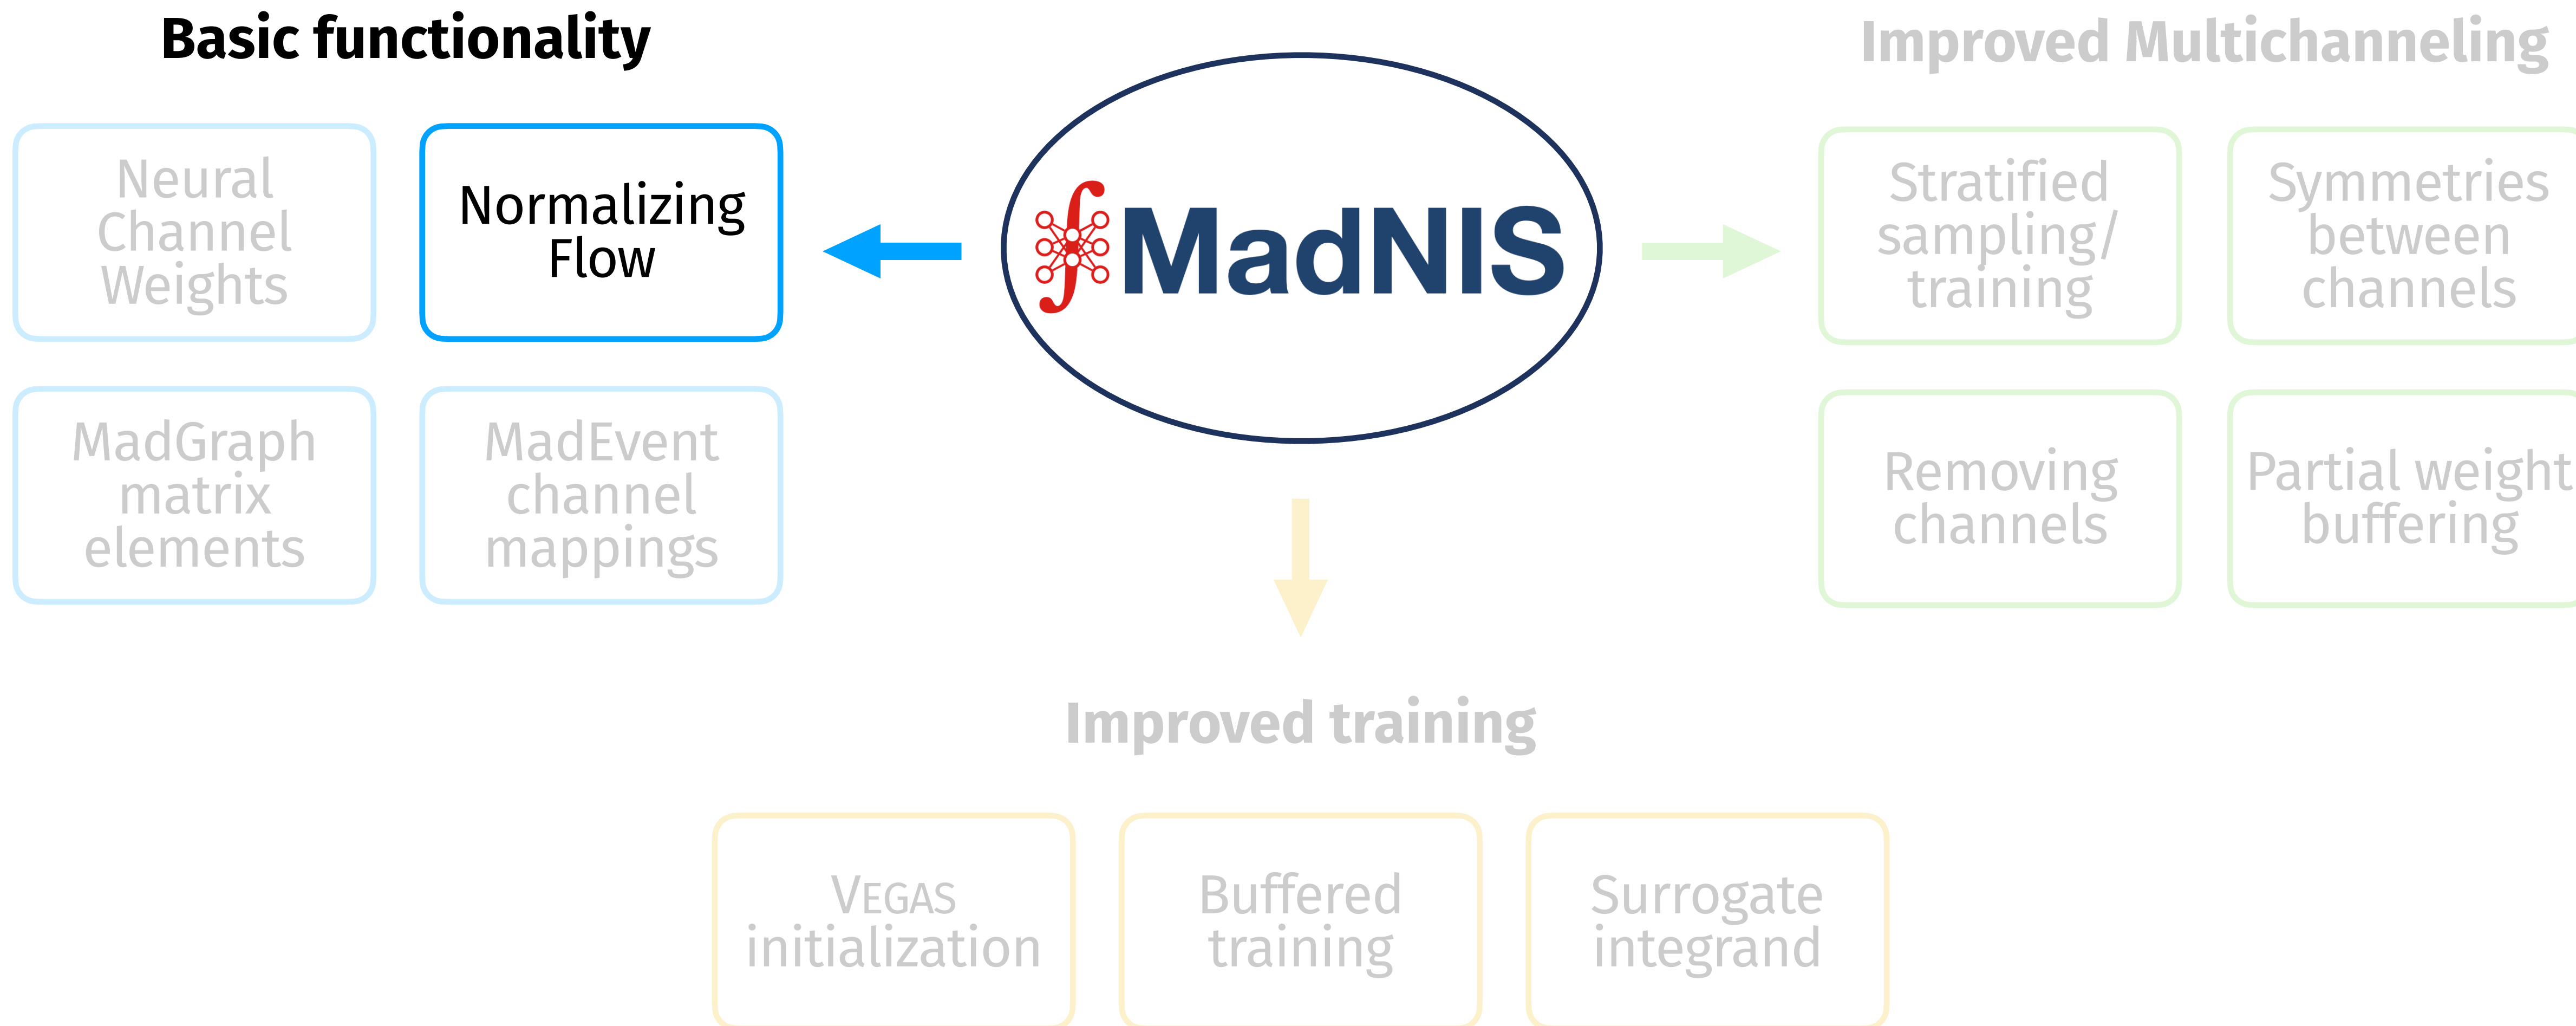 Basic functionality
Neural
Channel
Weights
Normalizing
Flow
MadGraph
matrix
elements
MadEvent
channel
mappings
MadNIS
Improved Multichanneling
Stratified
sampling/
training
Symmetries
between
channels
Removing
channels
Partial weight
buffering
Improved training
VEGAS
initialization
Buffered
training
Surrogate
integrand